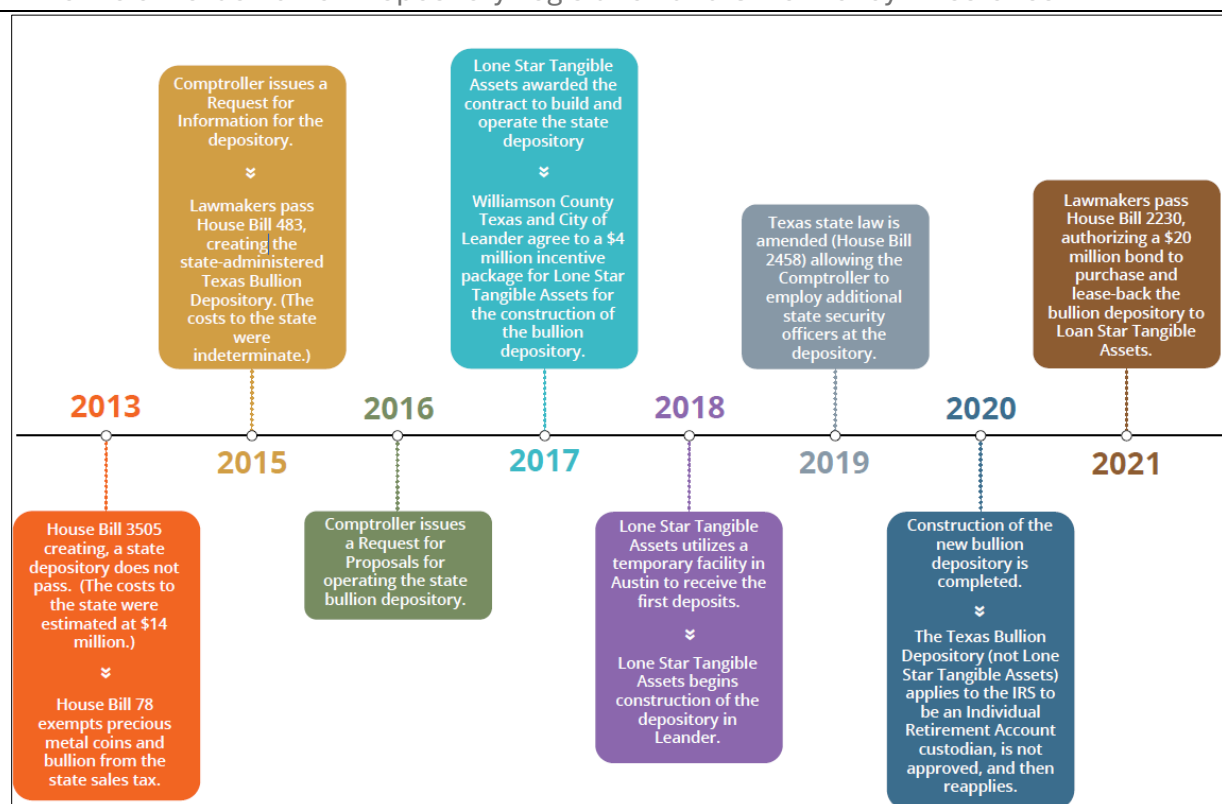 Comptroller issues a
Request for
Information for the
depository.
Lawmakers pass
House Bill 483,
creating the
state-administered
Texas Bullion
Depository. (The
costs to the state
were
indeterminate.)
Lone Star Tangible
Assets awarded the
contract to build and
operate the state
depository
Williamson County
Texas and City of
Leander agree to a $4
million incentive
package for Lone Star
Tangible Assets for
the construction of
the bullion
depository.
Texas state law is
amended (House Bill
2458) allowing the
Comptroller to
employ additional
state security
officers at the
depository.
Lawmakers pass
House Bill 2230,
authorizing a $20
million bond to
purchase and
lease-back the
bullion depository to
Loan Star Tangible
Assets.
2013
2015
2016
2017
2018
2019
2020
2021
House Bill 3505
creating, a state
depository does not
pass. (The costs to
the state were
estimated at $14
million.)
House Bill 78
exempts precious
metal coins and
bullion from the
state sales tax.
Comptroller issues
a Request for
Proposals for
operating the state
bullion depository.
Lone Star Tangible
Assets utilizes a
temporary facility in
Austin to receive the
first deposits.
Lone Star Tangible
Assets begins
construction of the
depository in
Leander.
Construction of the
new bullion
depository is
completed.
The Texas Bullion
Depository (not Lone
Star Tangible Assets)
applies to the IRS to
be an Individual
Retirement Account
custodian, is not
approved, and then
reapplies.